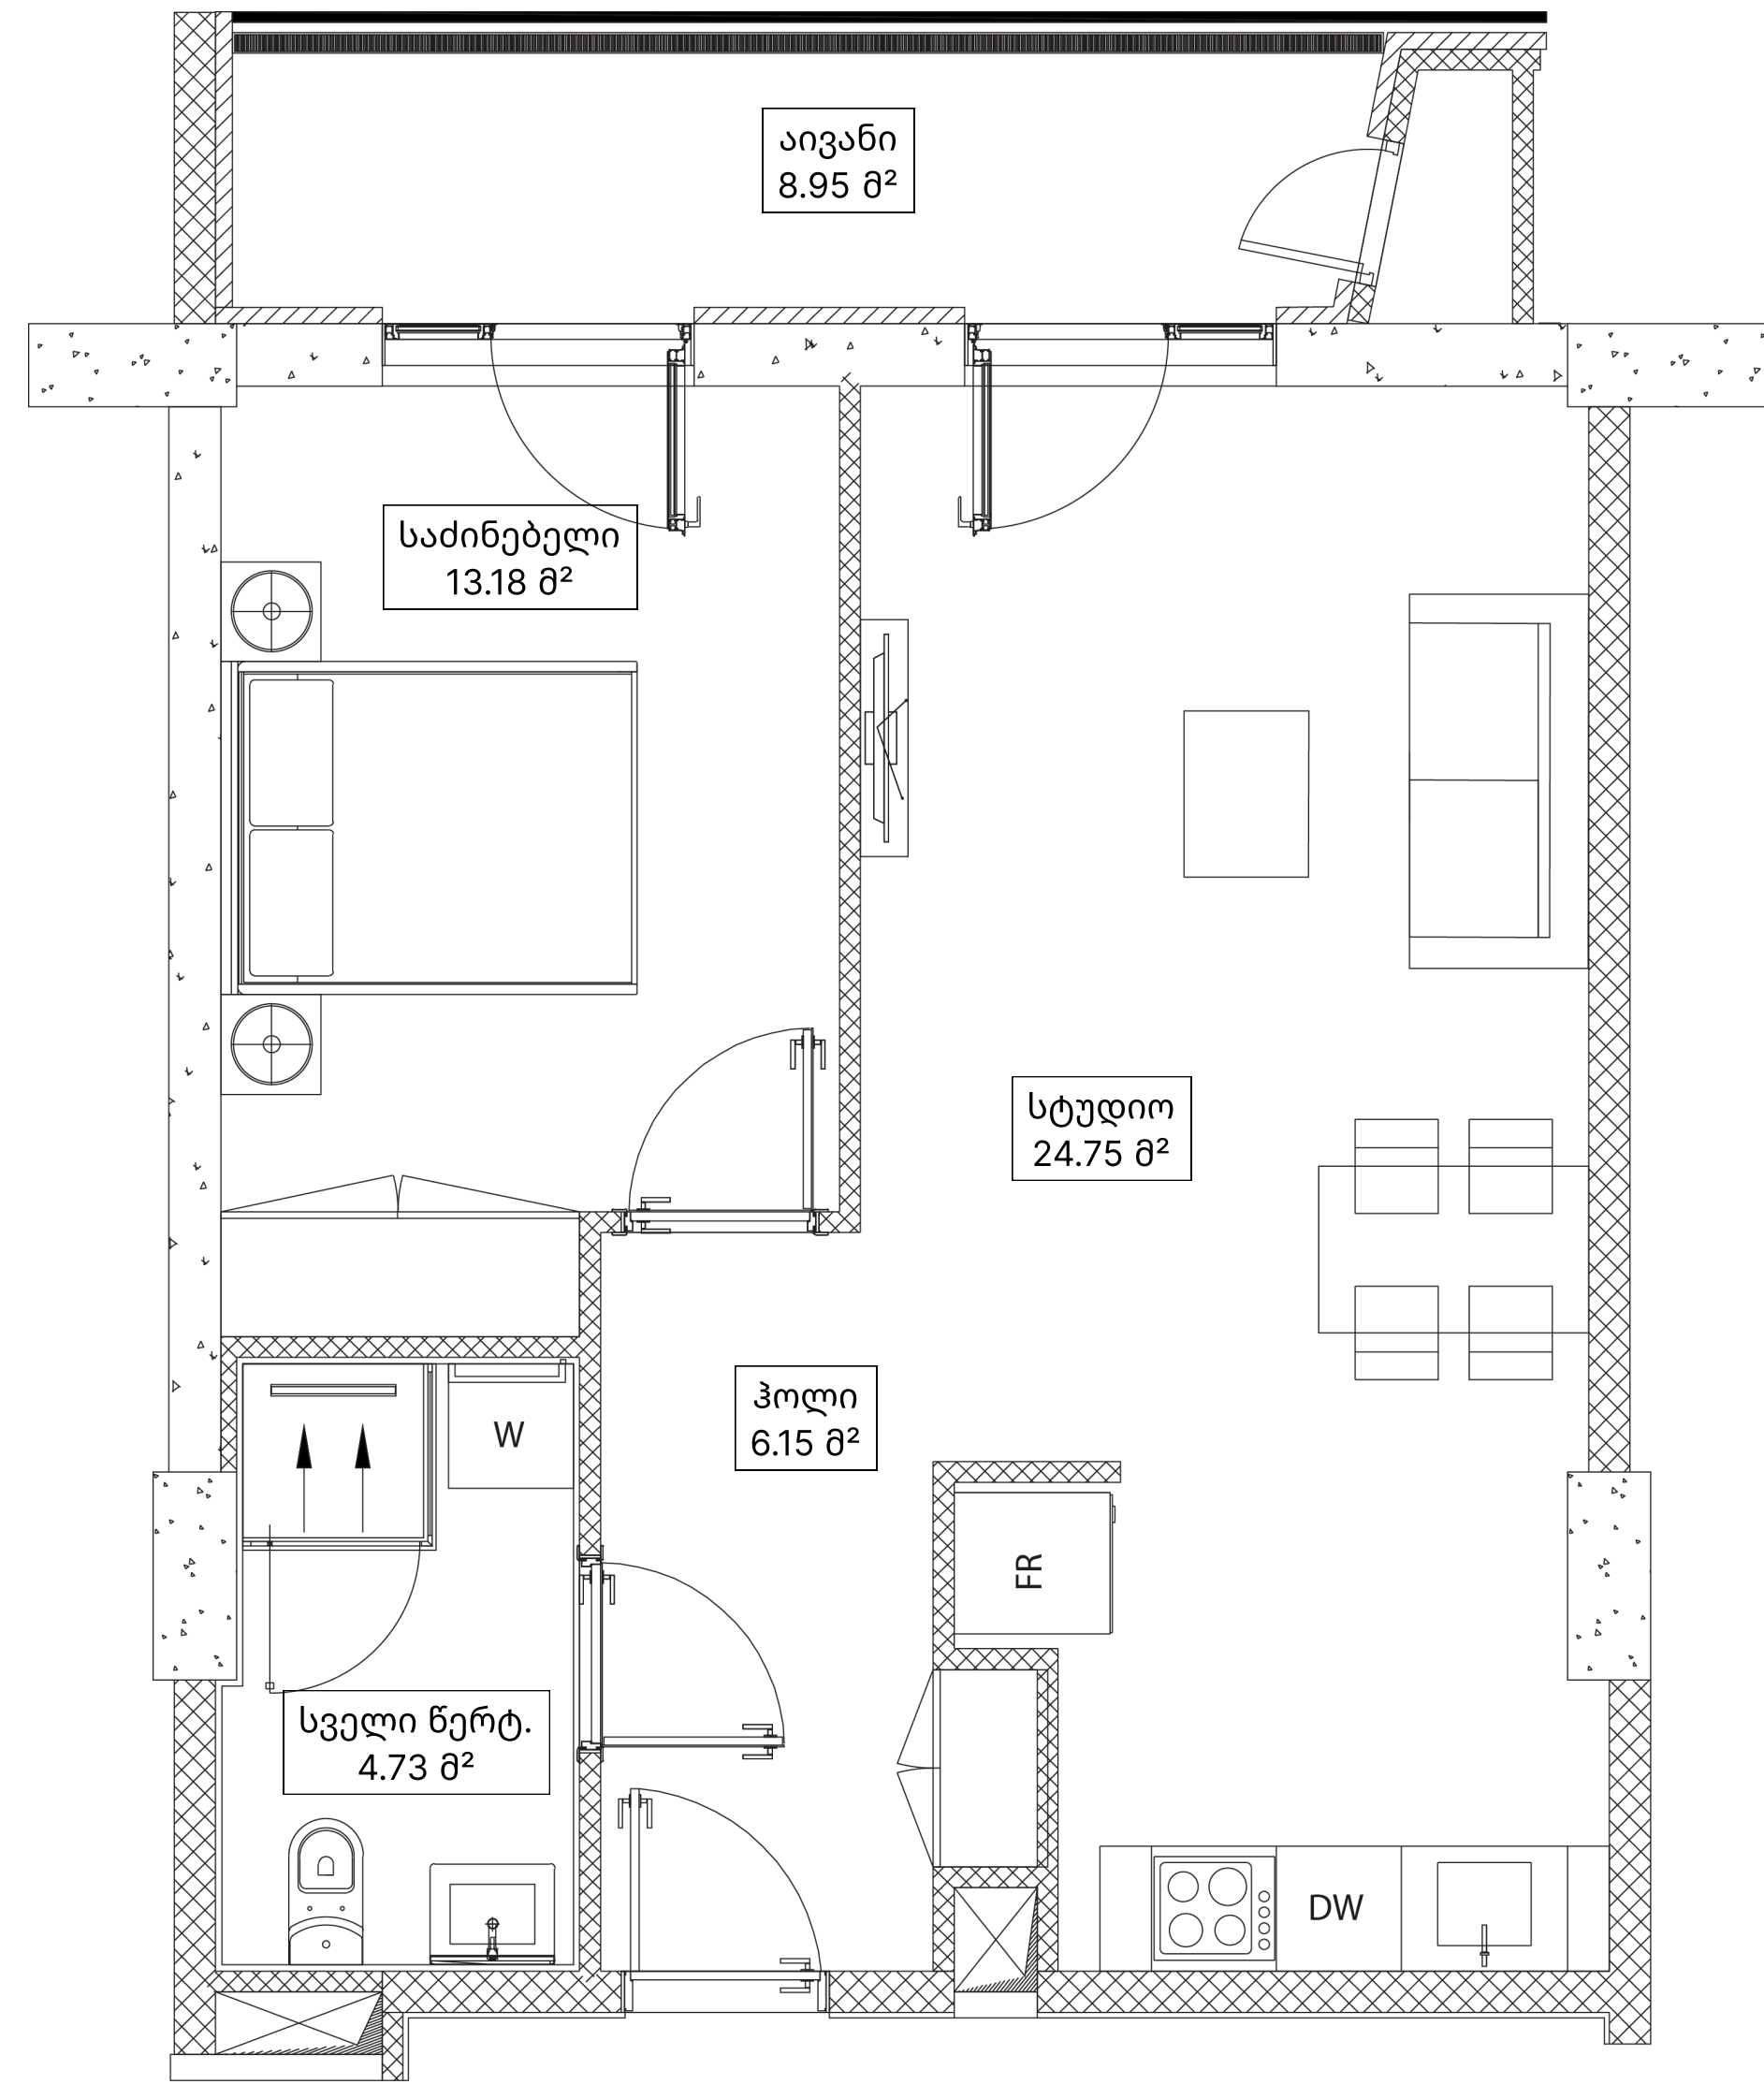 აივანი
8.95 მ²
საძინებელი
13.18 მ²
სტუდიო
24.75 მ²
ჰოლი
6.15 მ²
W
FR
სველი წერტ.
4.73 მ²
DW